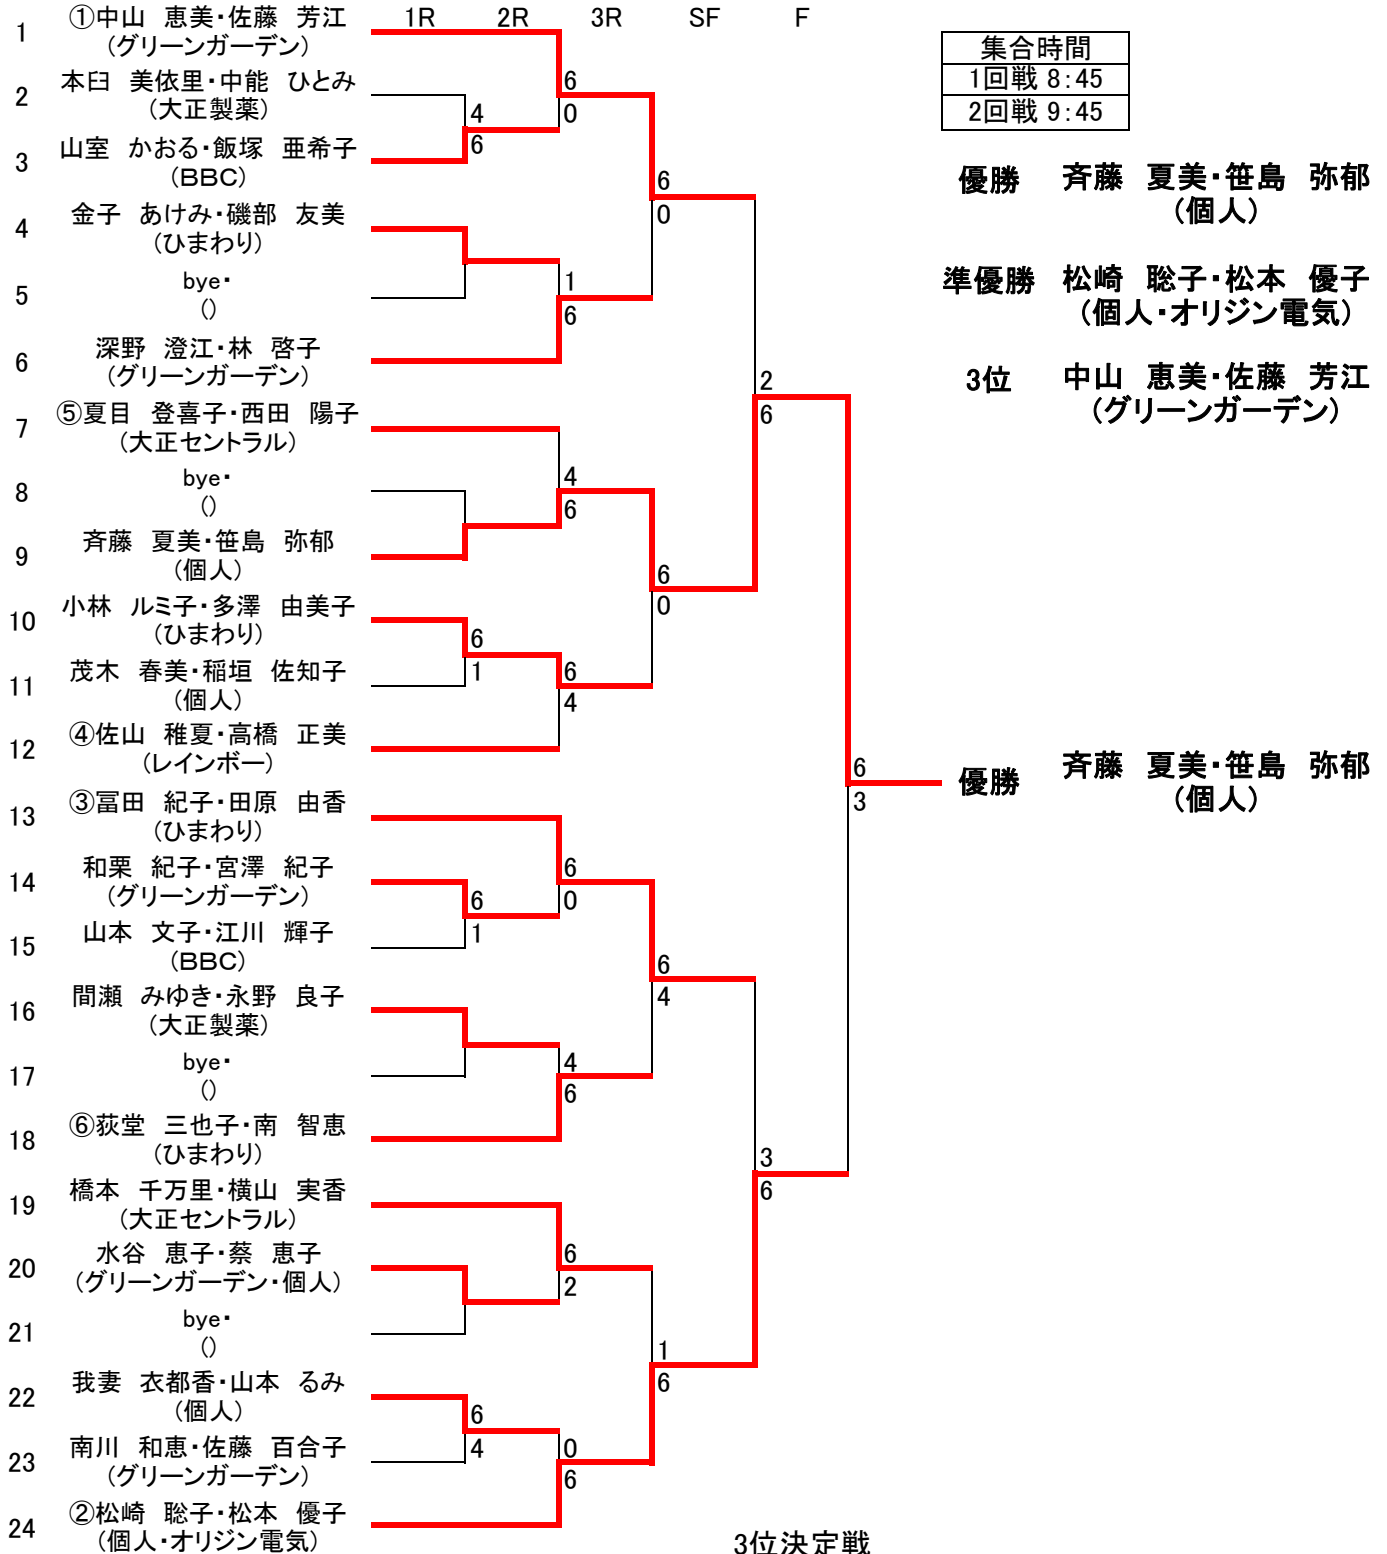 1R 2R 3R SF F
1 ①中山　恵美・佐藤　芳江
(グリーンガーデン)
集合時間
1回戦 8:45
2回戦 9:45
2 本臼　美依里・中能　ひとみ
(大正製薬)
6
0
4
6
3 山室　かおる・飯塚　亜希子
(BBC)
優勝　斉藤　夏美・笹島　弥郁
(個人)
6
0
4 金子　あけみ・磯部　友美
(ひまわり)
5 bye・
()
1
6
準優勝　松崎　聡子・松本　優子
(個人・オリジン電気)
6 深野　澄江・林　啓子
(グリーンガーデン)
3位　中山　恵美・佐藤　芳江
(グリーンガーデン)
2
6
7 ⑤夏目　登喜子・西田　陽子
(大正セントラル)
8 bye・
()
4
6
9 斉藤　夏美・笹島　弥郁
(個人)
6
0
10 小林　ルミ子・多澤　由美子
(ひまわり)
6
1
11 茂木　春美・稲垣　佐知子
(個人)
6
4
12 ④佐山　稚夏・高橋　正美
(レインボー)
6
3
優勝　斉藤　夏美・笹島　弥郁
(個人)
13 ③冨田　紀子・田原　由香
(ひまわり)
14 和栗　紀子・宮澤　紀子
(グリーンガーデン)
6
0
6
1
15 山本　文子・江川　輝子
(BBC)
6
4
16 間瀬　みゆき・永野　良子
(大正製薬)
17 bye・
()
4
6
18 ⑥荻堂　三也子・南　智恵
(ひまわり)
3
6
19 橋本　千万里・横山　実香
(大正セントラル)
20 水谷　恵子・蔡　恵子
(グリーンガーデン・個人)
6
2
21 bye・
()
1
6
22 我妻　衣都香・山本　るみ
(個人)
6
4
23 南川　和恵・佐藤　百合子
(グリーンガーデン)
0
6
24 ②松崎　聡子・松本　優子
(個人・オリジン電気)
3位決定戦